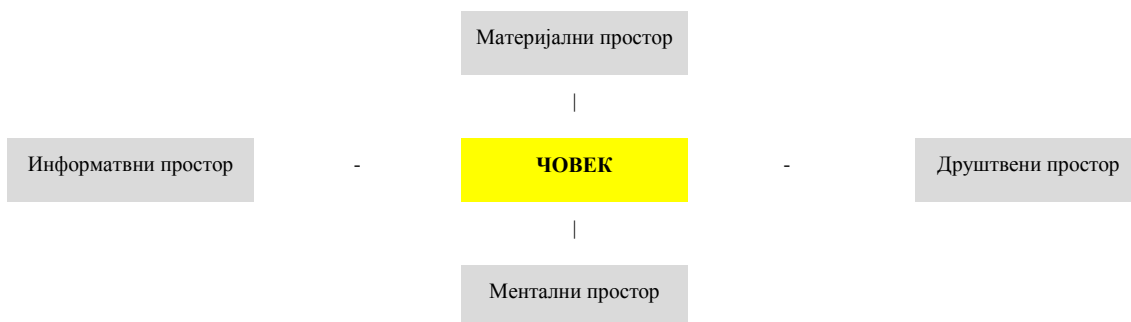 Материјални простор
|
Информатвни простор - ЧОВЕК - Друштвени простор
|
Ментални простор